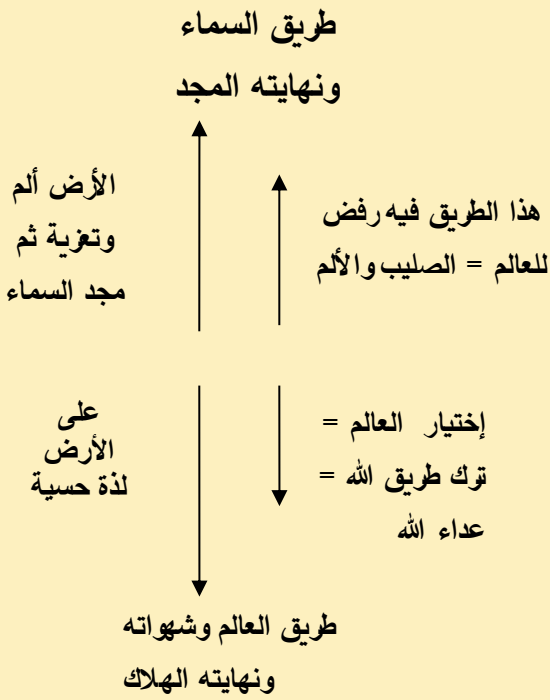 طريق السماء
ونهايته المجد
هذا الطريق فيه رفض
للعالم = الصليب والألم
الأرض ألم
وتعزية ثم
مجد السماء
إختيار العالم =
ترك طريق الله =
عداء الله
على
الأرض
لذة حسية
طريق العالم وشهواته
ونهايته الهلاك